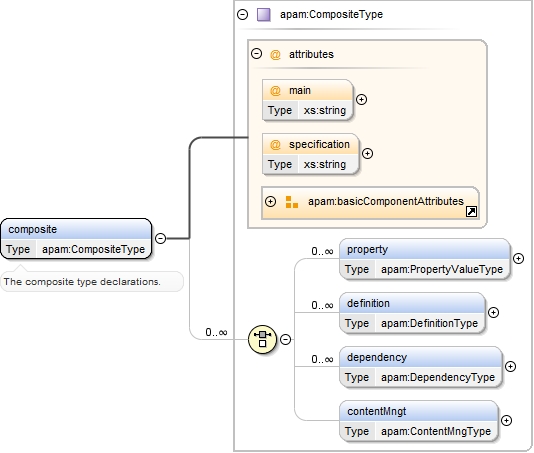 apam:CompositeType
@ attributes
@ main
Type xs:string
@ specification
Type xs:string
apam:basicComponentAttributes
composite
Type apam:CompositeType
The composite type declarations.
0..∞
0..∞ property
Type apam:PropertyValueType
0..∞ definition
Type apam:DefinitionType
0..∞ dependency
Type apam:DependencyType
contentMngt
Type apam:ContentMngType